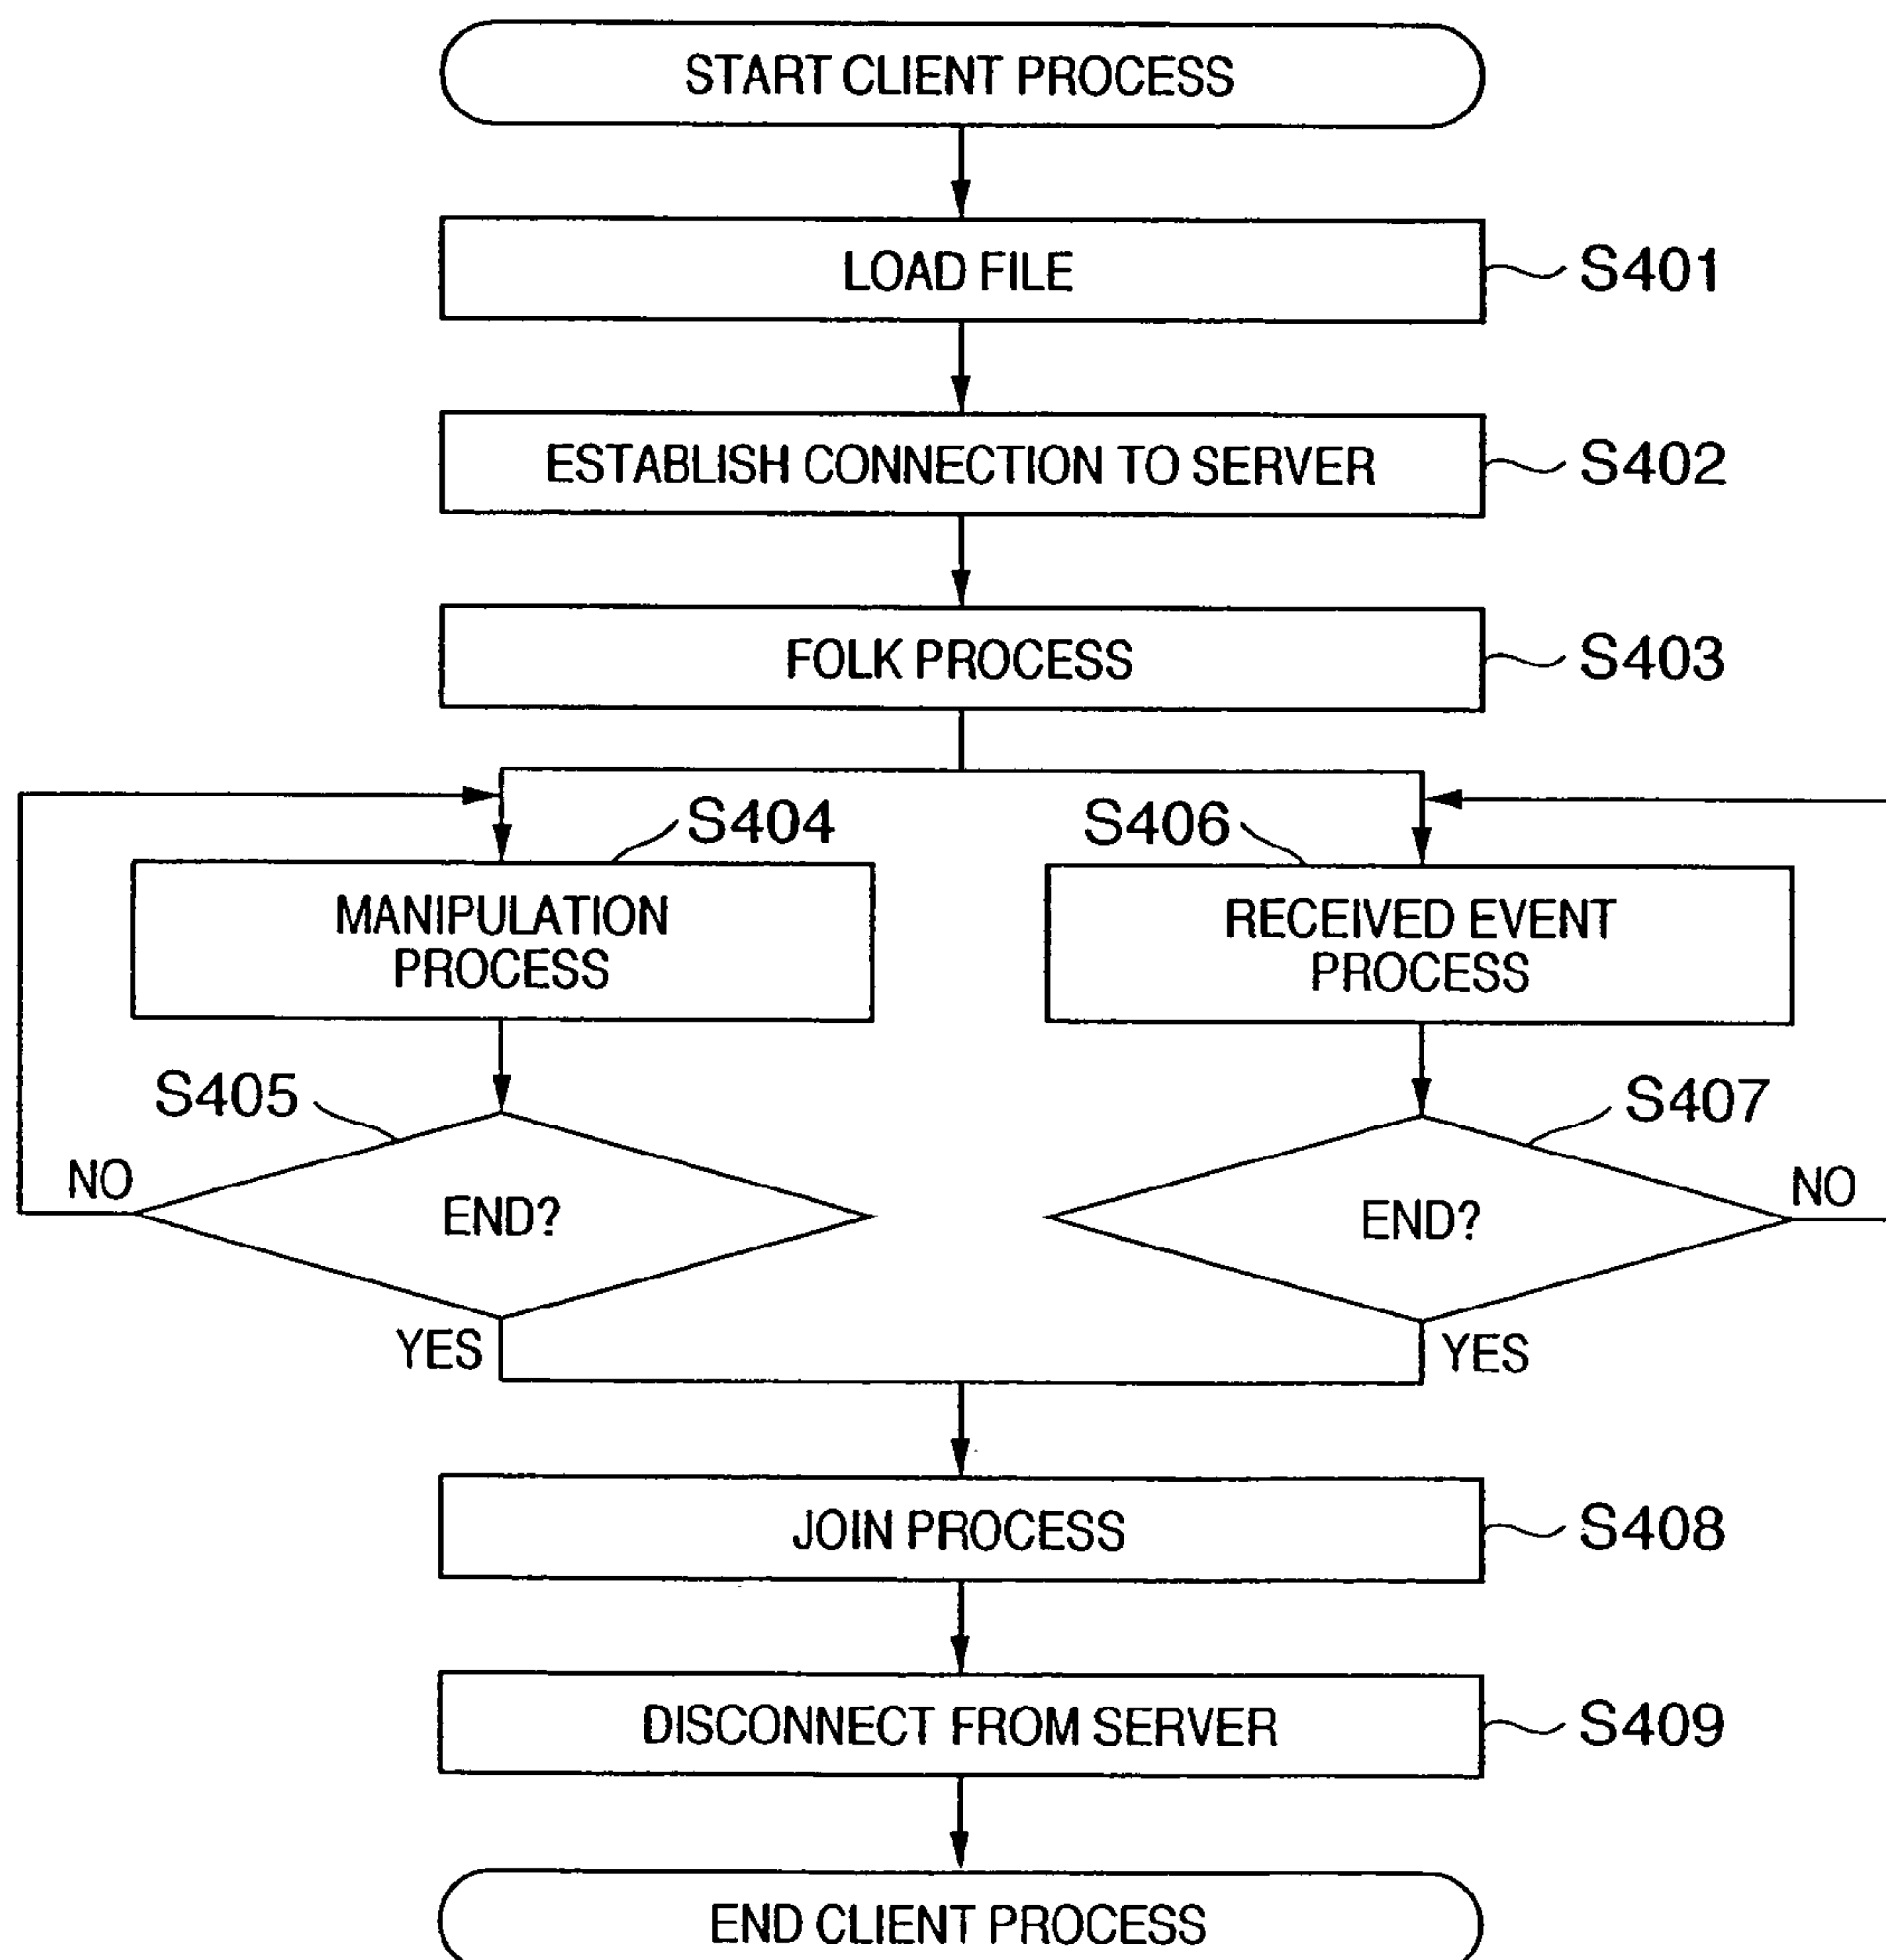 START CLIENT PROCESS
LOAD FILE
S401
ESTABLISH CONNECTION TO SERVER
S402
FOLK PROCESS
S403
S404
S406
MANIPULATION
PROCESS
RECEIVED EVENT
PROCESS
S405
S407
NO
END?
END?
NO
YES
YES
JOIN PROCESS
S408
DISCONNECT FROM SERVER
S409
END CLIENT PROCESS